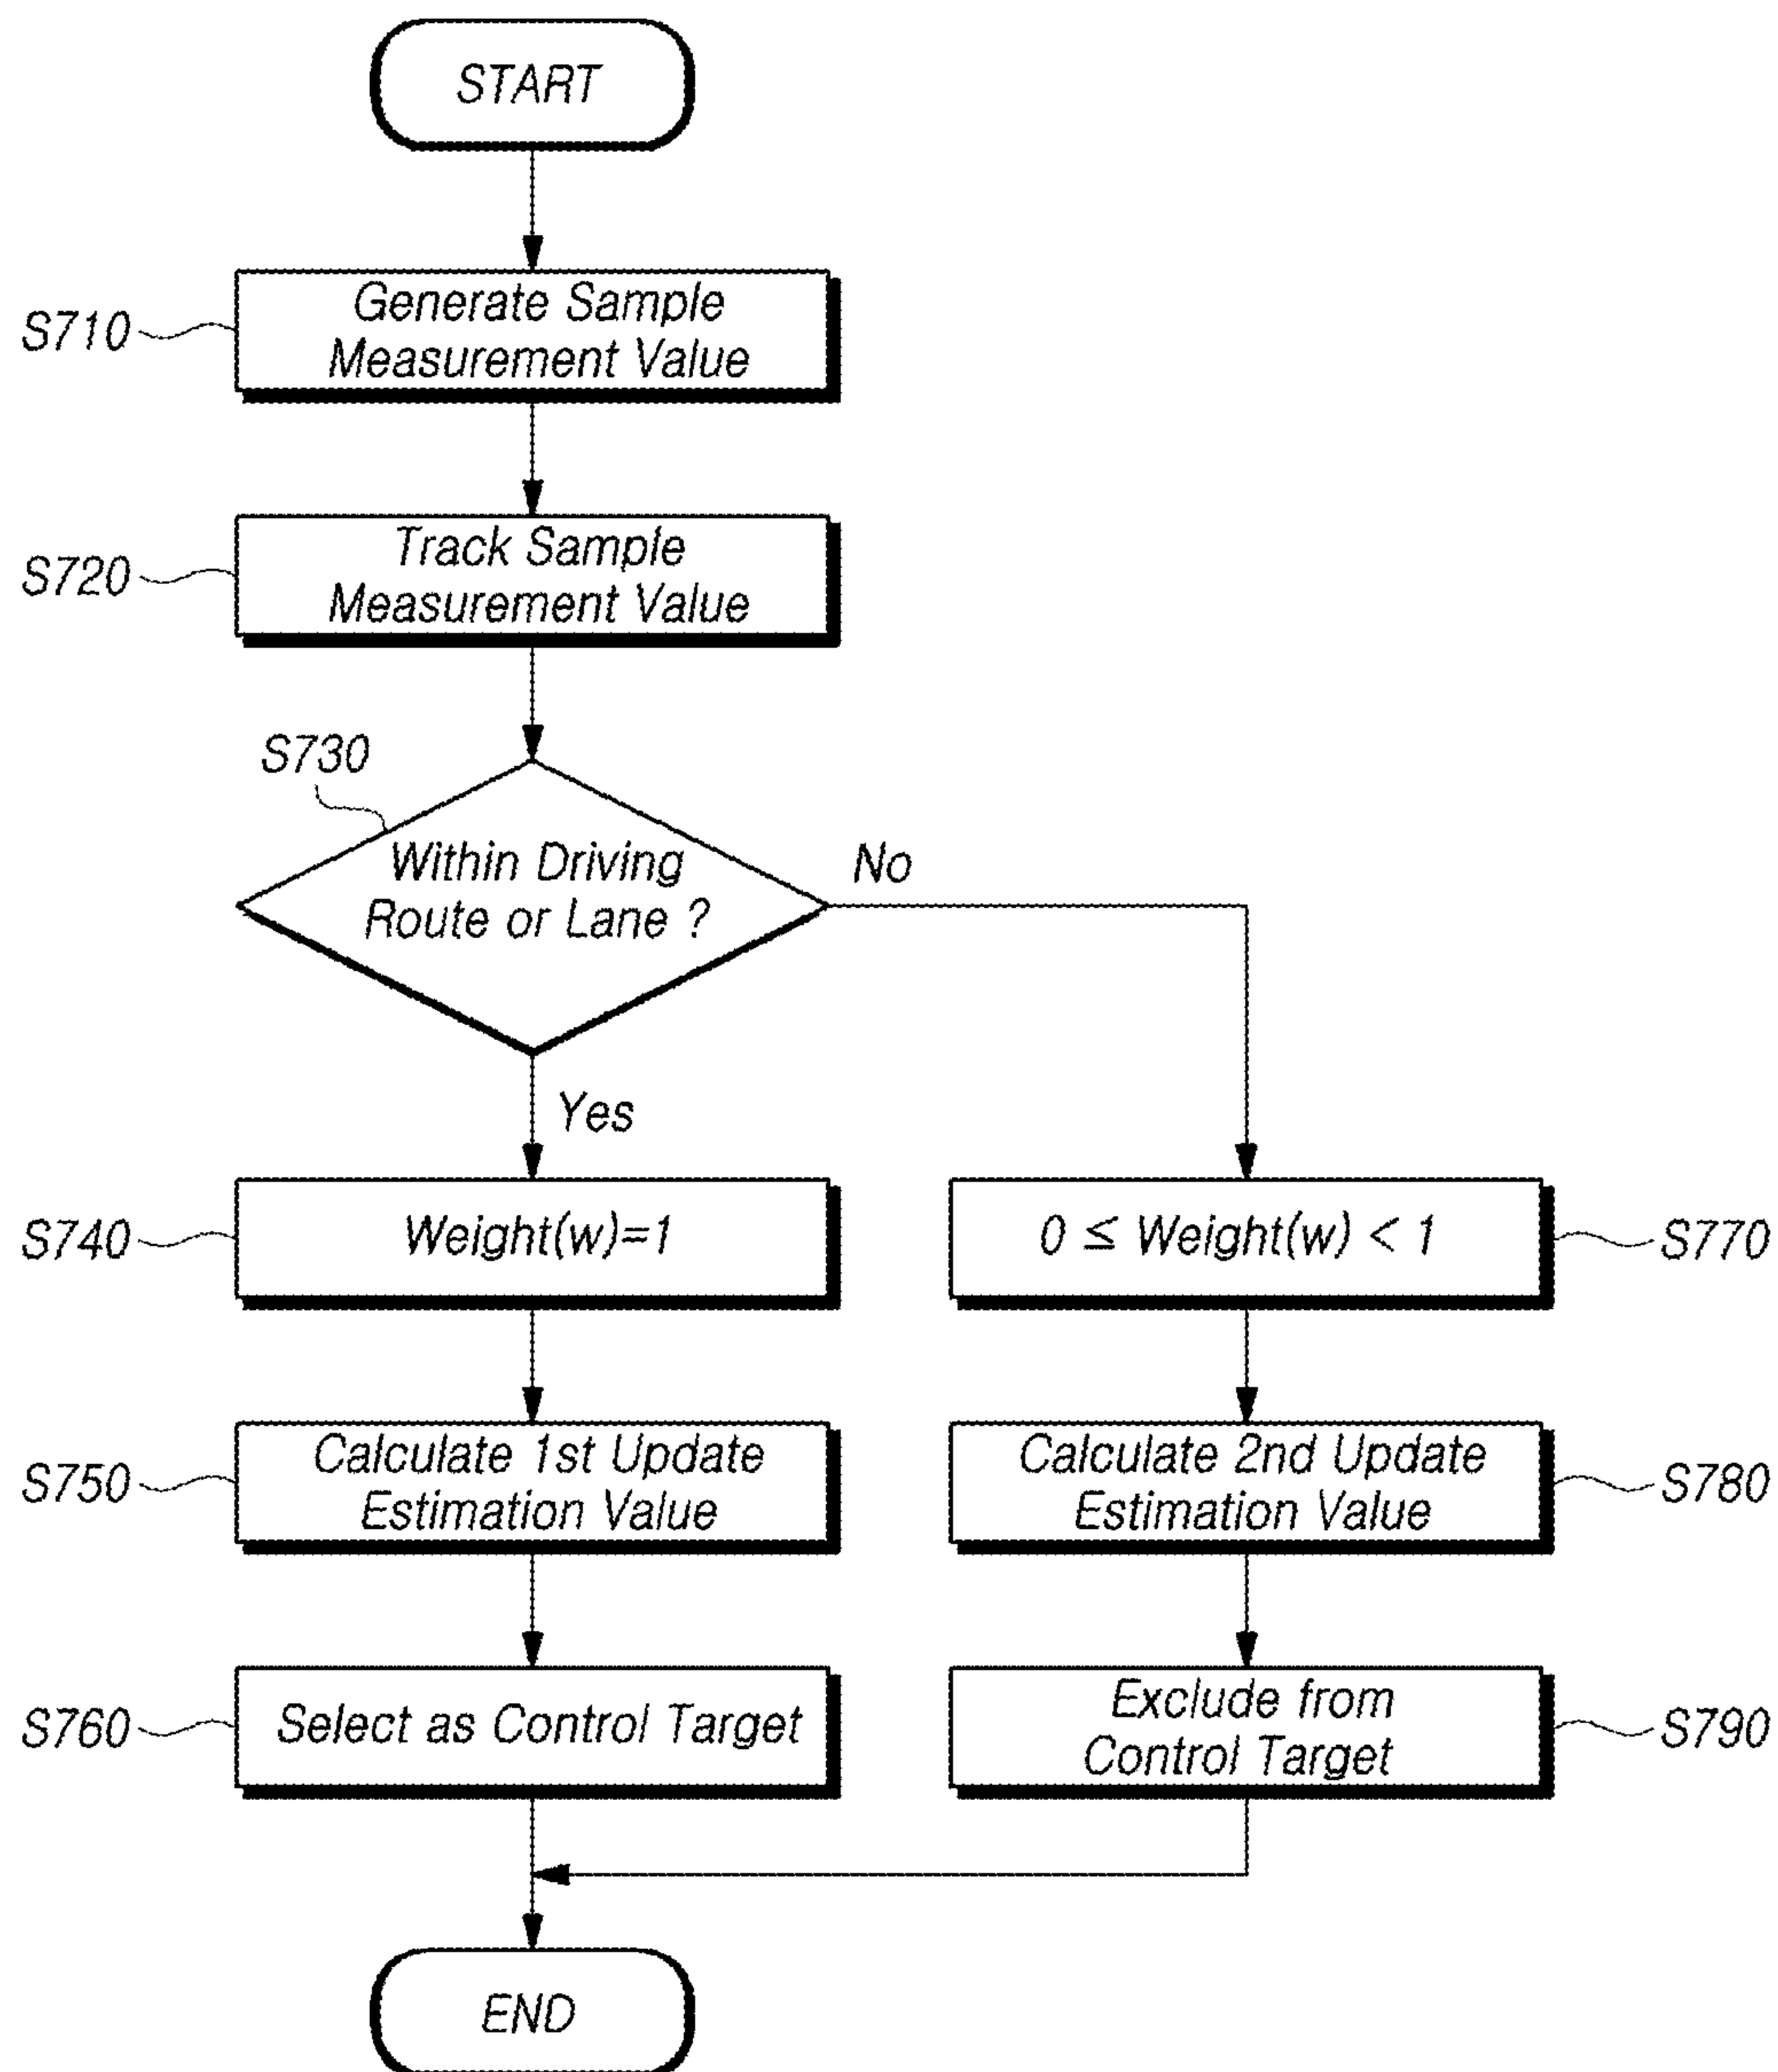 START
S710
Generate Sample
Measurement Value
S720
Track Sample
Measurement Value
S730
Within Driving
Route or Lane ?
No
Yes
S740
Weight(w)=1
0 ≤ Weight(w) < 1
S770
S750
Calculate 1st Update
Estimation Value
Calculate 2nd Update
Estimation Value
S780
S760
Select as Control Target
Exclude from
Control Target
S790
END